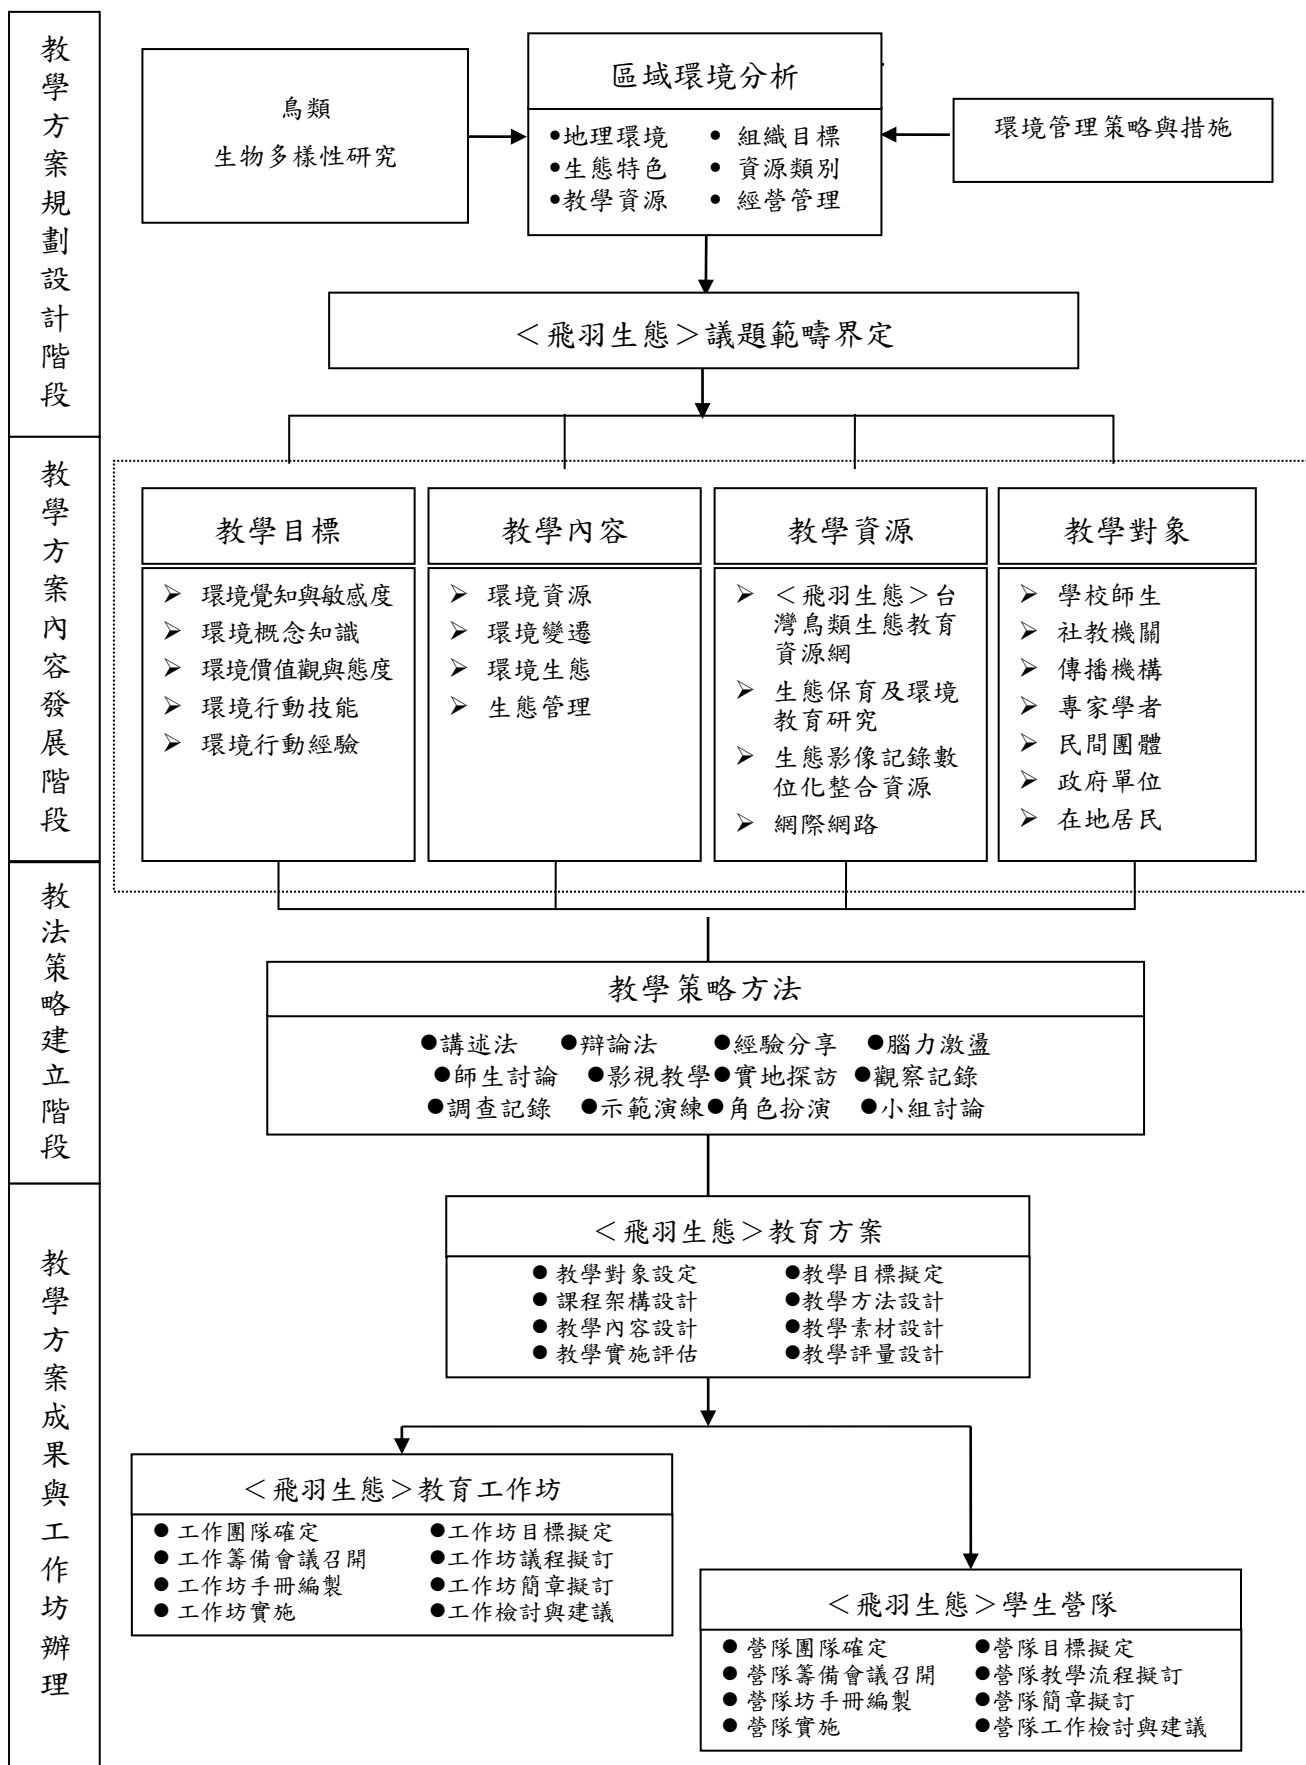 教學方案規劃設計階段
鳥類
生物多樣性研究
區域環境分析
•地理環境 • 組織目標
•生態特色 • 資源類別
•教學資源 • 經營管理
環境管理策略與措施
＜飛羽生態＞議題範疇界定
教學方案內容發展階段
教學目標
➢ 環境覺知與敏感度
➢ 環境概念知識
➢ 環境價值觀與態度
➢ 環境行動技能
➢ 環境行動經驗
教學內容
➢ 環境資源
➢ 環境變遷
➢ 環境生態
➢ 生態管理
教學資源
➢ ＜飛羽生態＞台
灣鳥類生態教育
資源網
➢ 生態保育及環境
教育研究
➢ 生態影像記錄數
位化整合資源
➢ 網際網路
教學對象
➢ 學校師生
➢ 社教機關
➢ 傳播機構
➢ 專家學者
➢ 民間團體
➢ 政府單位
➢ 在地居民
教法策略建立階段
教學策略方法
●講述法 ●辯論法 ●經驗分享 ●腦力激盪
●師生討論 ●影視教學●實地探訪 ●觀察記錄
●調查記錄 ●示範演練●角色扮演 ●小組討論
教學方案成果與工作坊辦理
＜飛羽生態＞教育方案
● 教學對象設定 ●教學目標擬定
● 課程架構設計 ●教學方法設計
● 教學內容設計 ●教學素材設計
● 教學實施評估 ●教學評量設計
＜飛羽生態＞教育工作坊
● 工作團隊確定 ●工作坊目標擬定
● 工作籌備會議召開 ●工作坊議程擬訂
● 工作坊手冊編製 ●工作坊簡章擬訂
● 工作坊實施 ●工作檢討與建議
＜飛羽生態＞學生營隊
● 營隊團隊確定 ●營隊目標擬定
● 營隊籌備會議召開 ●營隊教學流程擬訂
● 營隊坊手冊編製 ●營隊簡章擬訂
● 營隊實施 ●營隊工作檢討與建議